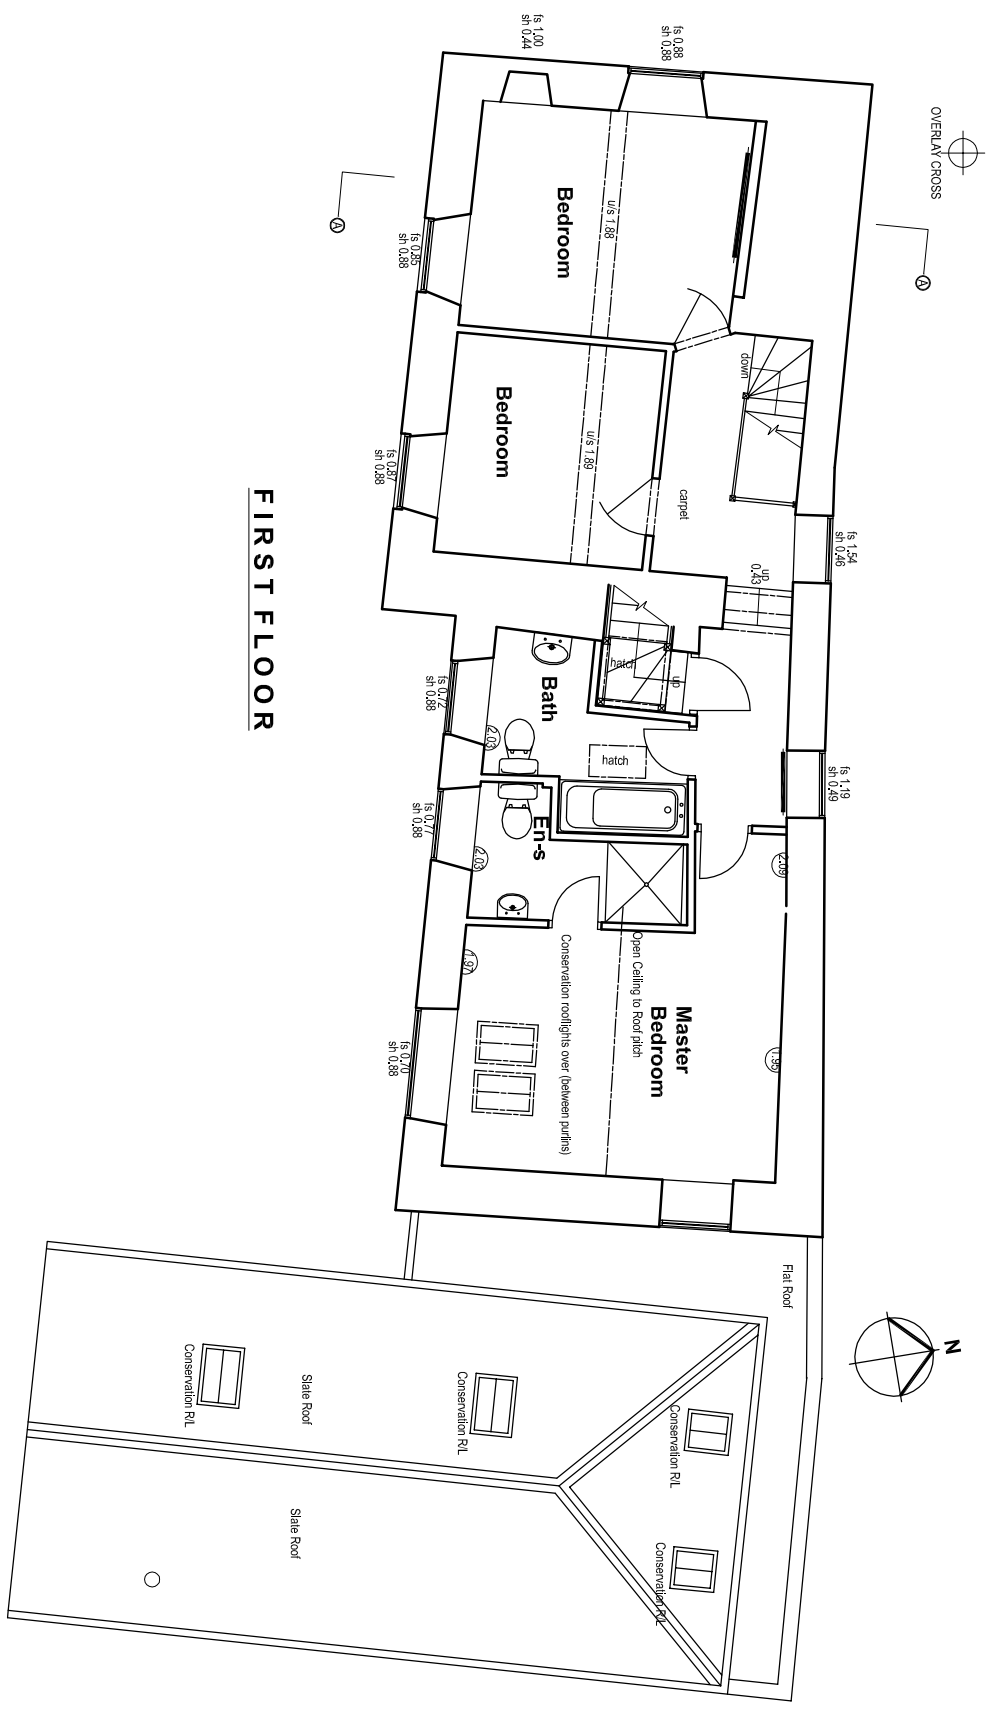 OVERLAY CROSS
fs 1.00
sh 0.44
fs 0.88
sh 0.88
A
A
fs 0.85
sh 0.88
Bedroom
u/s 1.88
down
Bedroom
u/s 1.89
carpet
fs 0.87
sh 0.88
fs 1.54
sh 0.46
up
0.43
FIRST FLOOR
hatch
up
Bath
2.03
fs 0.72
sh 0.88
hatch
fs 1.19
sh 0.49
fs 0.77
sh 0.88
En-s
2.03
2.09
1.97
Conservation rooflights over (between purlins)
Open Ceiling to Roof pitch
Master
Bedroom
1.95
fs 0.70
sh 0.88
Flat Roof
N
Conservation R/L
Slate Roof
Conservation R/L
Conservation R/L
Slate Roof
Conservation R/L